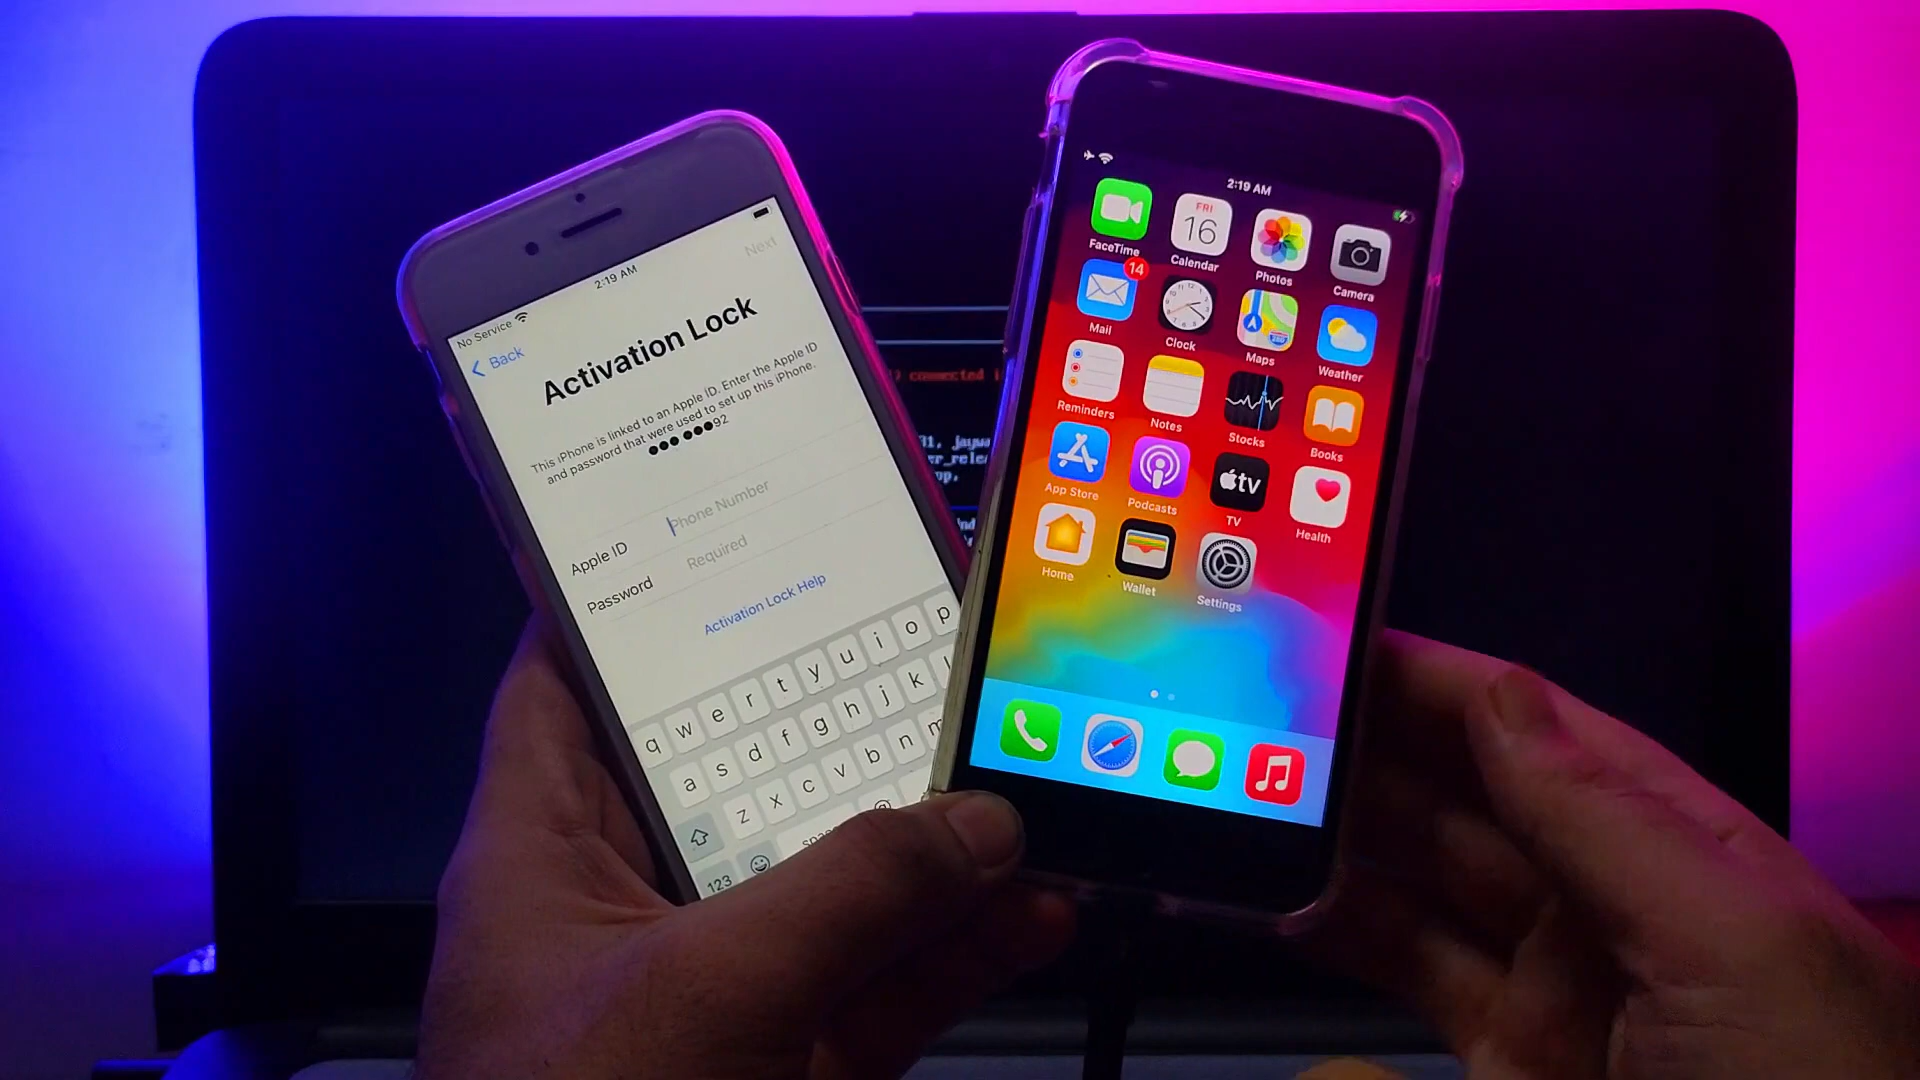 No Service
2:19 AM
Back
Next
Activation Lock
This iPhone is linked to an Apple ID. Enter the Apple ID
and password that were used to set up this iPhone.
●●● ●●●92
Apple ID Phone Number
Password Required
Activation Lock Help
q w e r t y u i o p
a s d f g h j k
z x c v b n m
123
@
2:19 AM
FaceTime
FRI
16
Calendar
Photos
Camera
14
Mail
Clock
Maps
Weather
Reminders
Notes
Stocks
Books
App Store
Podcasts
tv
TV
Health
Home
Wallet
Settings
connected